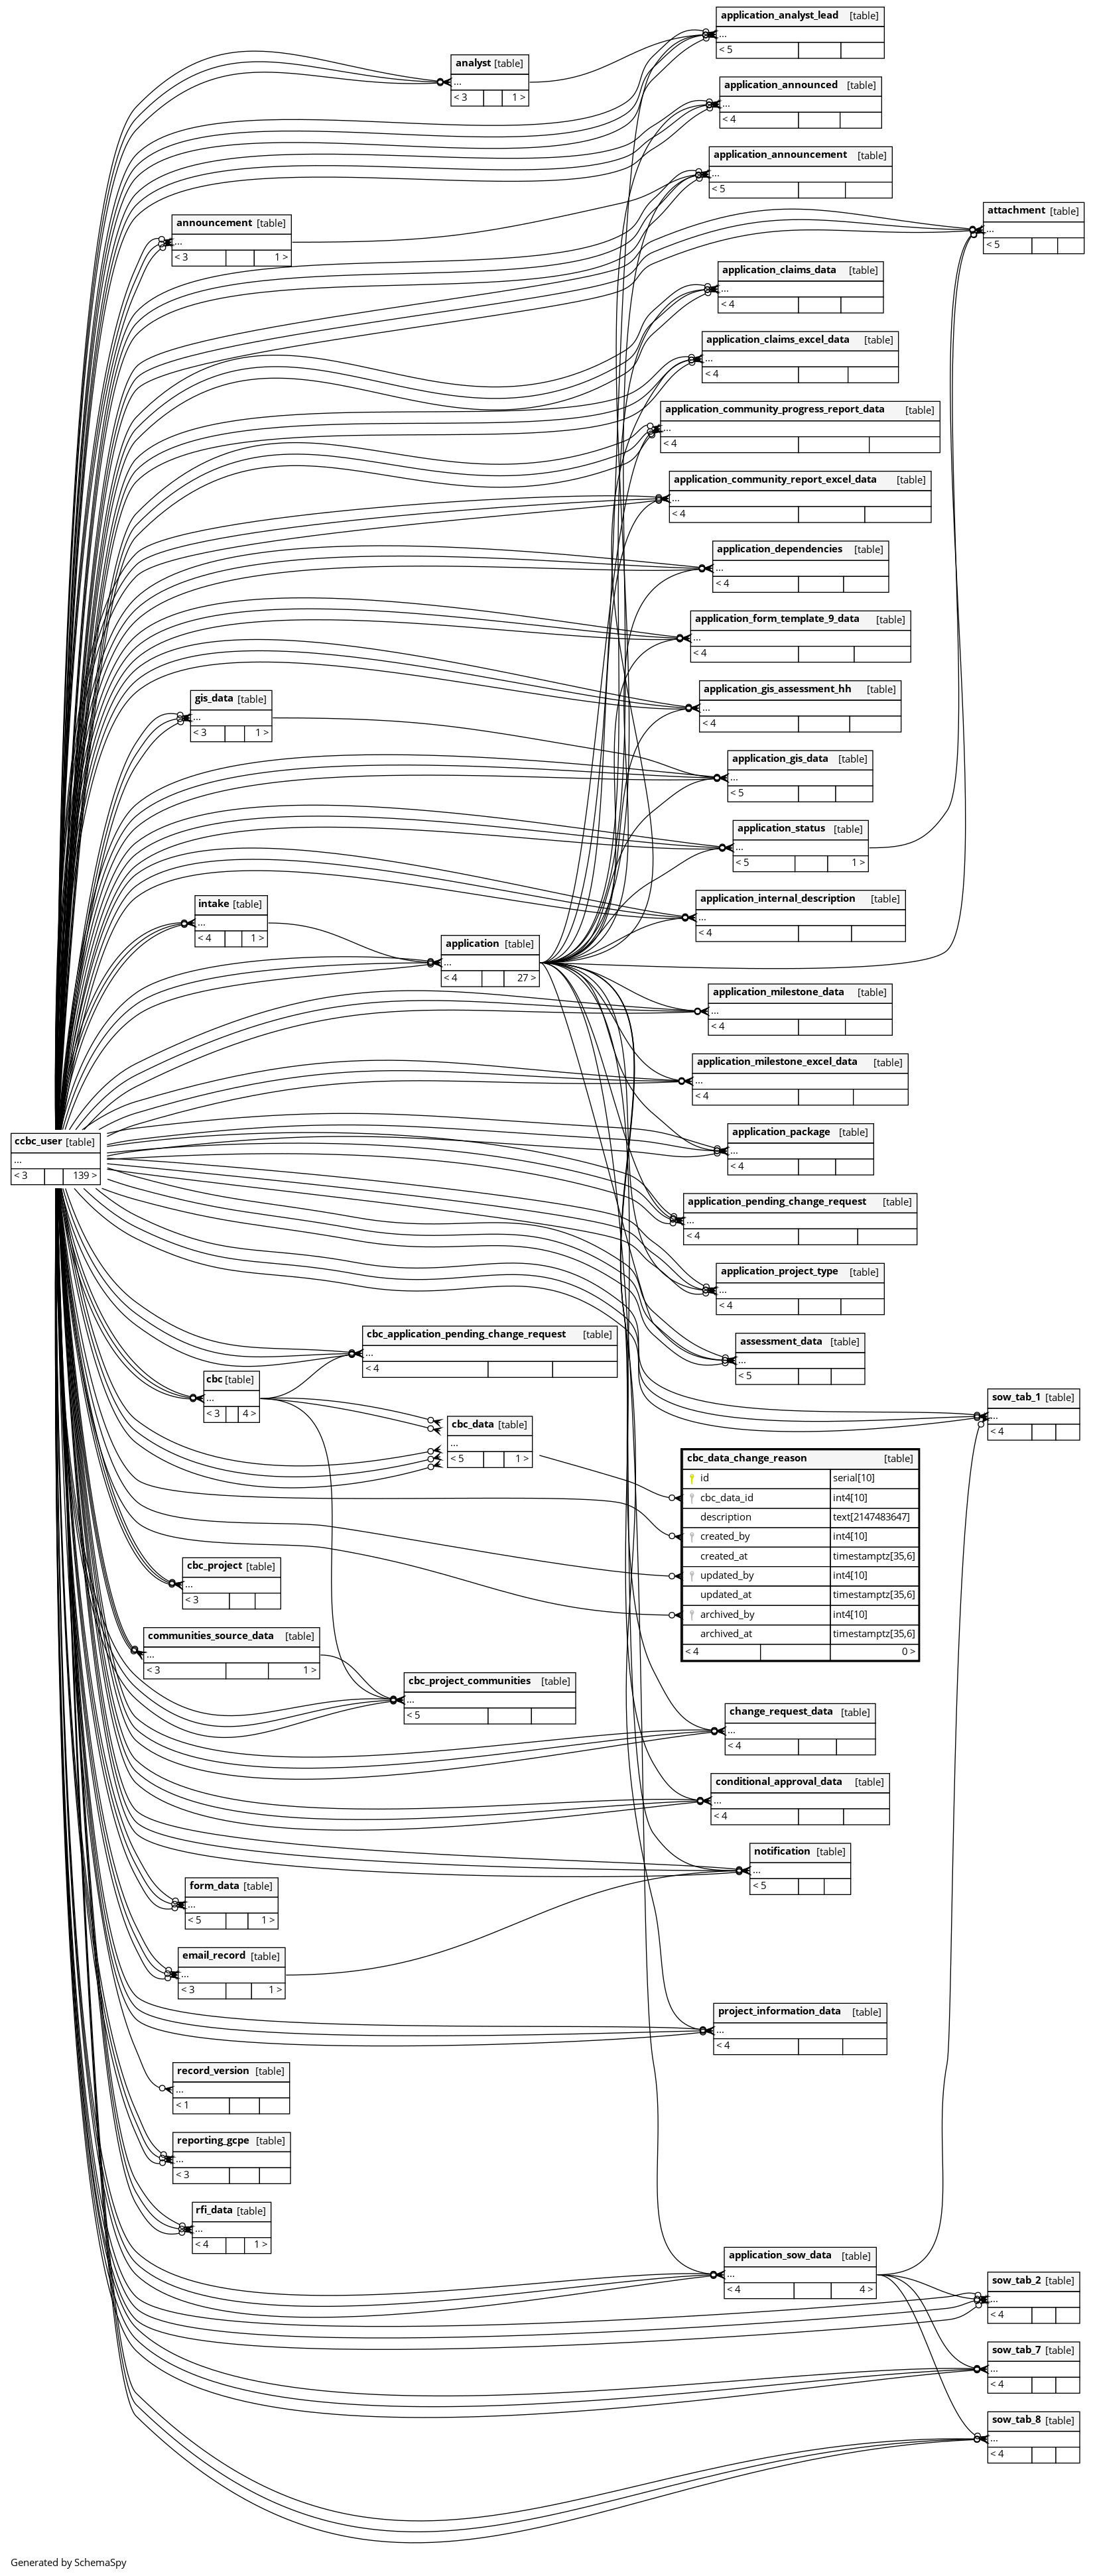 application_analyst_lead [table]
...
< 5
analyst [table]
...
< 3 1 >
application_announced [table]
...
< 4
application_announcement [table]
...
< 5
attachment [table]
...
< 5
announcement [table]
...
< 3 1 >
application_claims_data [table]
...
< 4
application_claims_excel_data [table]
...
< 4
application_community_progress_report_data [table]
...
< 4
application_community_report_excel_data [table]
...
< 4
application_dependencies [table]
...
< 4
application_form_template_9_data [table]
...
< 4
application_gis_assessment_hh [table]
...
< 4
gis_data [table]
...
< 3 1 >
application_gis_data [table]
...
< 5
application_status [table]
...
< 5 1 >
application_internal_description [table]
...
< 4
intake [table]
...
< 4 1 >
application [table]
...
< 4 27 >
application_milestone_data [table]
...
< 4
application_milestone_excel_data [table]
...
< 4
application_package [table]
...
< 4
ccbc_user [table]
...
< 3 139 >
application_pending_change_request [table]
...
< 4
application_project_type [table]
...
< 4
cbc_application_pending_change_request [table]
...
< 4
assessment_data [table]
...
< 5
cbc [table]
...
< 3 4 >
sow_tab_1 [table]
...
< 4
cbc_data [table]
...
< 5 1 >
cbc_data_change_reason [table]
id serial[10]
cbc_data_id int4[10]
description text[2147483647]
created_by int4[10]
created_at timestamptz[35,6]
updated_by int4[10]
updated_at timestamptz[35,6]
archived_by int4[10]
archived_at timestamptz[35,6]
< 4 0 >
cbc_project [table]
...
< 3
communities_source_data [table]
...
< 3 1 >
cbc_project_communities [table]
...
< 5
change_request_data [table]
...
< 4
conditional_approval_data [table]
...
< 4
notification [table]
...
< 5
form_data [table]
...
< 5 1 >
email_record [table]
...
< 3 1 >
project_information_data [table]
...
< 4
record_version [table]
...
< 1
reporting_gcpe [table]
...
< 3
rfi_data [table]
...
< 4 1 >
application_sow_data [table]
...
< 4 4 >
sow_tab_2 [table]
...
< 4
sow_tab_7 [table]
...
< 4
sow_tab_8 [table]
...
< 4
Generated by SchemaSpy